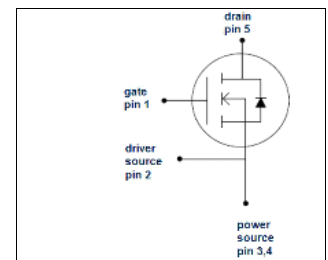 drain
pin 5
gate
pin 1
driver
source
pin 2
power
source
pin 3,4